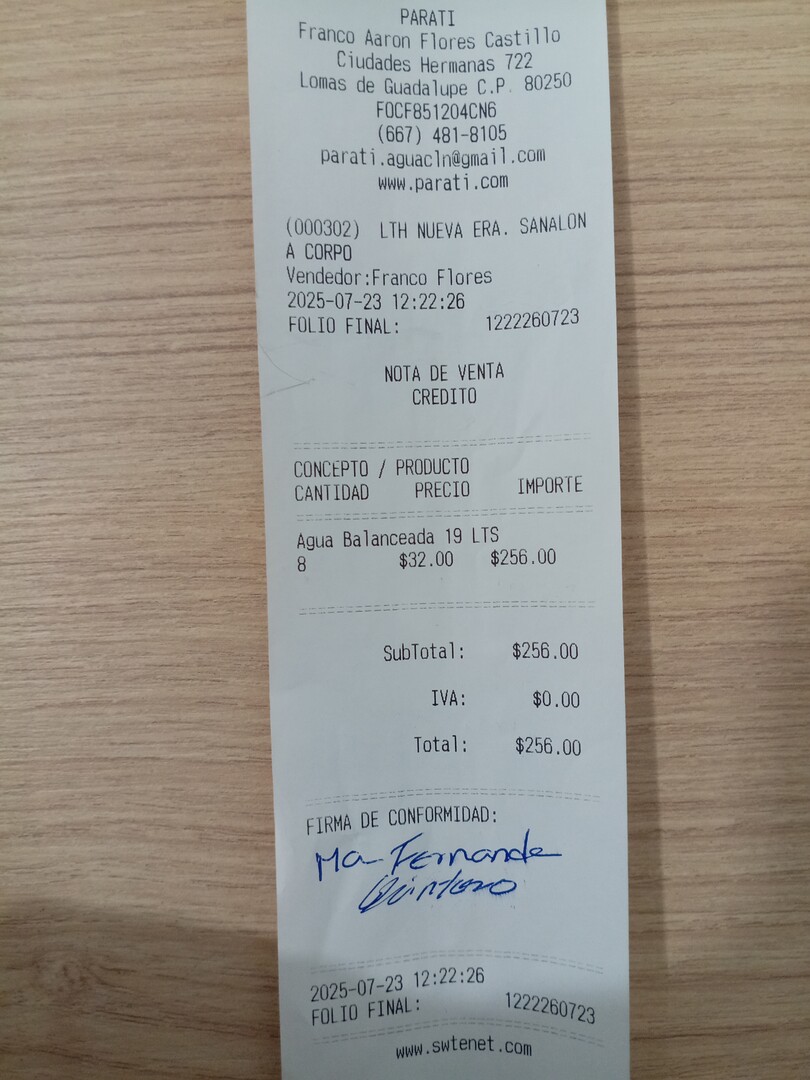 PARATI
Franco Aaron Flores Castillo
Ciudades Hermanas 722
Lomas de Guadalupe C.P. 80250
FOCF851204CN6
(667) 481-8105
parati.aguacln@gmail.com
www.parati.com
(000302) LTH NUEVA ERA. SANALON
A CORPO
Vendedor:Franco Flores
2025-07-23 12:22:26
FOLIO FINAL: 1222260723
NOTA DE VENTA
CREDITO
CONCEPTO / PRODUCTO
CANTIDAD PRECIO IMPORTE
Agua Balanceada 19 LTS
8 $32.00 $256.00
SubTotal: $256.00
IVA: $0.00
Total: $256.00
FIRMA DE CONFORMIDAD:
Ma Fernanda
Quintero
2025-07-23 12:22:26
FOLIO FINAL: 1222260723
www.swtenet.com